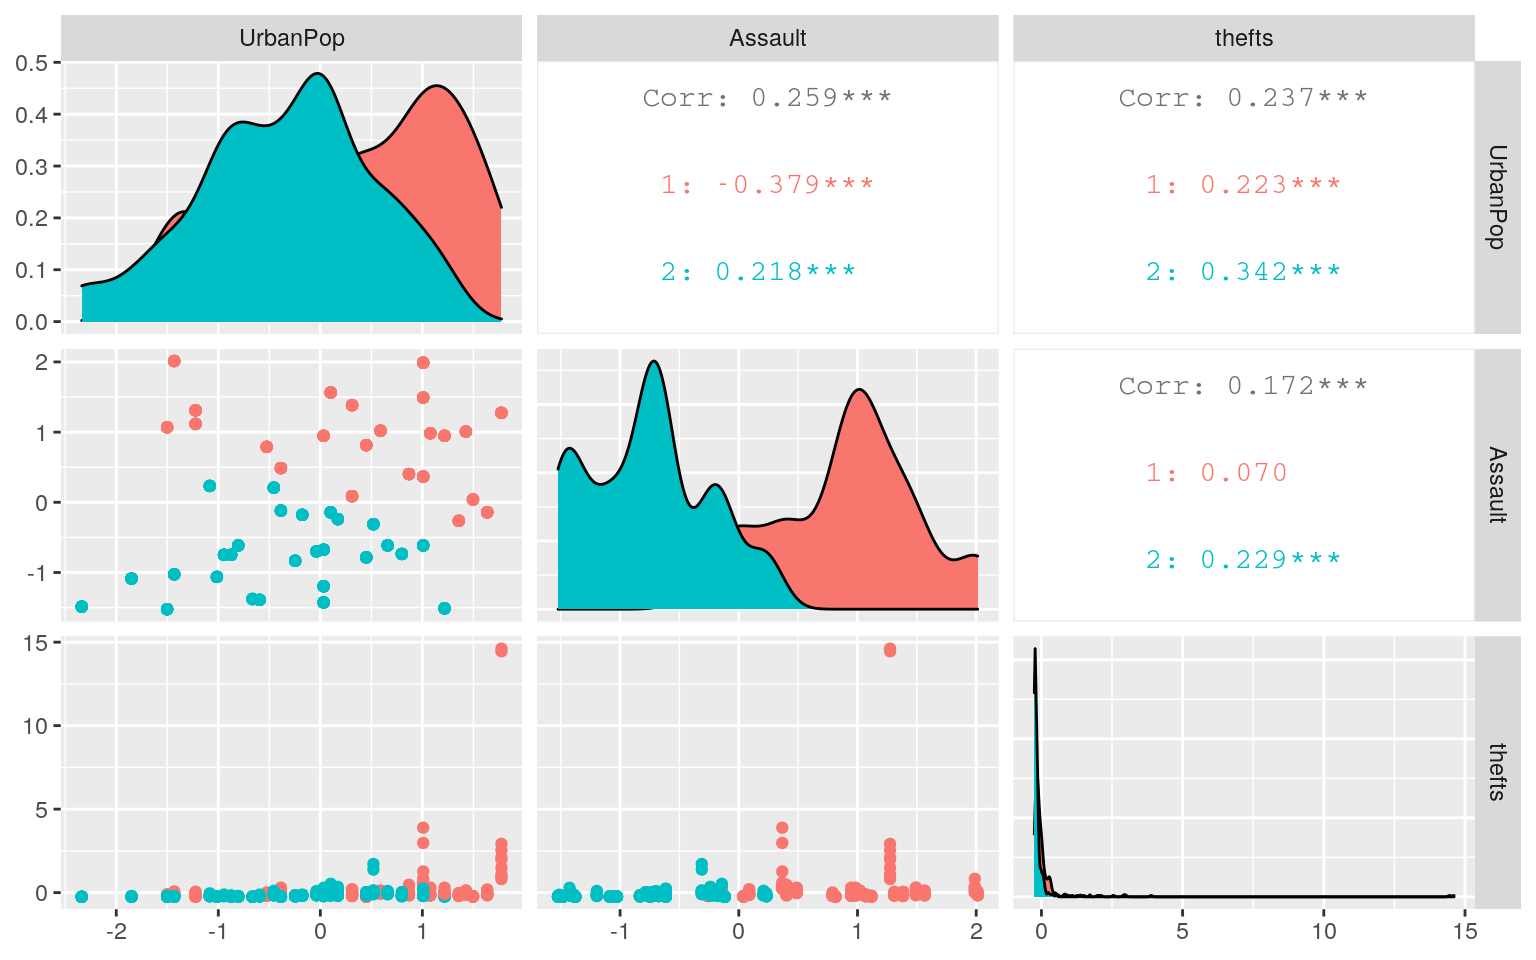 UrbanPop Assault thefts
0.5
0.4
0.3
0.2
0.1
0.0
Corr: 0.259***
1: -0.379***
2: 0.218***
Corr: 0.237***
1: 0.223***
2: 0.342***
UrbanPop
2
1
0
-1
Corr: 0.172***
1: 0.070
2: 0.229***
Assault
15
10
5
0
thefts
-2 -1 0 1
-1 0 1 2
0 5 10 15